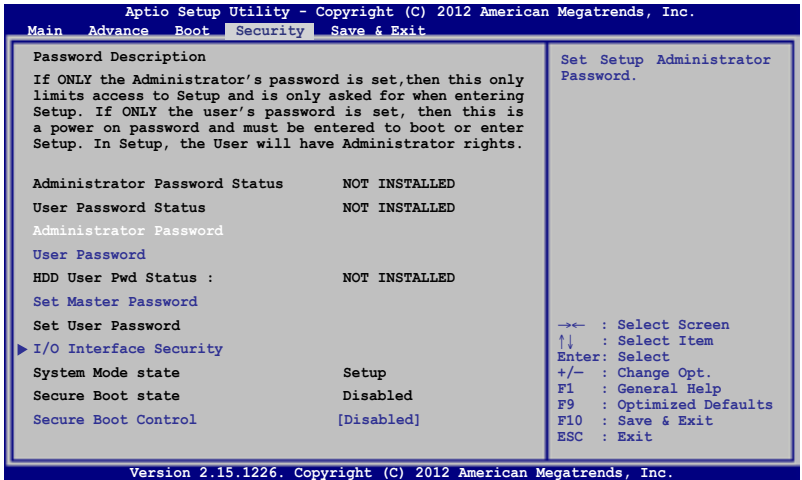 Aptio Setup Utility - Copyright (C) 2012 American Megatrends, Inc.
Main Advance Boot Security Save & Exit
Password Description
If ONLY the Administrator's password is set,then this only
limits access to Setup and is only asked for when entering
Setup. If ONLY the user's password is set, then this is
a power on password and must be entered to boot or enter
Setup. In Setup, the User will have Administrator rights.
Administrator Password Status NOT INSTALLED
User Password Status NOT INSTALLED
Administrator Password
User Password
HDD User Pwd Status : NOT INSTALLED
Set Master Password
Set User Password
I/O Interface Security
System Mode state Setup
Secure Boot state Disabled
Secure Boot Control [Disabled]
Set Setup Administrator
Password.
→← : Select Screen
↑↓ : Select Item
Enter: Select
+/— : Change Opt.
F1 : General Help
F9 : Optimized Defaults
F10 : Save & Exit
ESC : Exit
Version 2.15.1226. Copyright (C) 2012 American Megatrends, Inc.